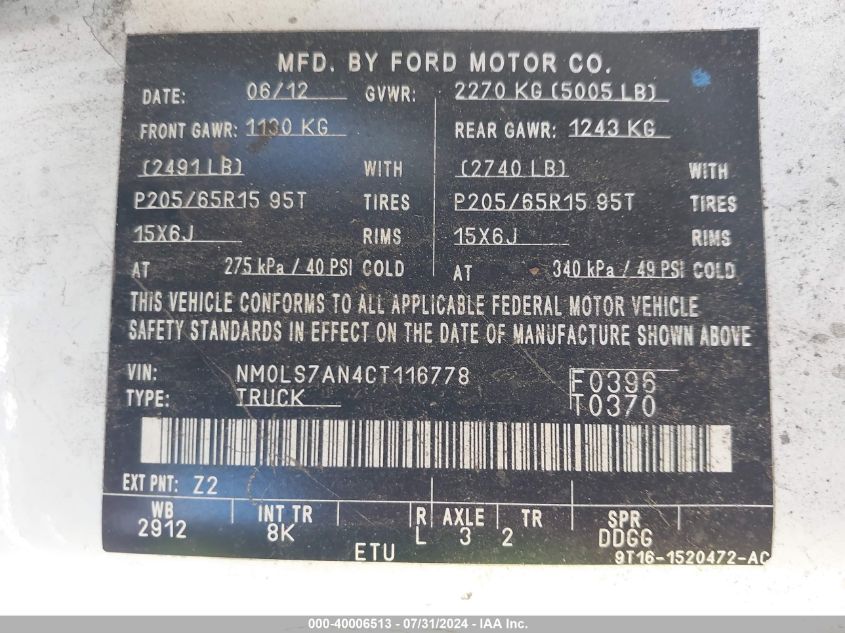 MFD. BY FORD MOTOR CO.
DATE: 06/12 GVWR: 2270 KG (5005 LB)
FRONT GAWR: 1130 KG REAR GAWR: 1243 KG
(2491 LB) WITH (2740 LB) WITH
P205/65R15 95T TIRES P205/65R15 95T TIRES
15X6J RIMS 15X6J RIMS
AT 275 kPa / 40 PSI COLD AT 340 kPa / 49 PSI COLD
THIS VEHICLE CONFORMS TO ALL APPLICABLE FEDERAL MOTOR VEHICLE
SAFETY STANDARDS IN EFFECT ON THE DATE OF MANUFACTURE SHOWN ABOVE
VIN: NM0LS7AN4CT116778 F0396
TYPE: TRUCK T0370
EXT PNT: Z2
WB INT TR R AXLE TR SPR
2912 8K L 3 2 DDGG
ETU 9T16-1520472-AC
000-40006513 / 07/31/2024 - IAA Inc.